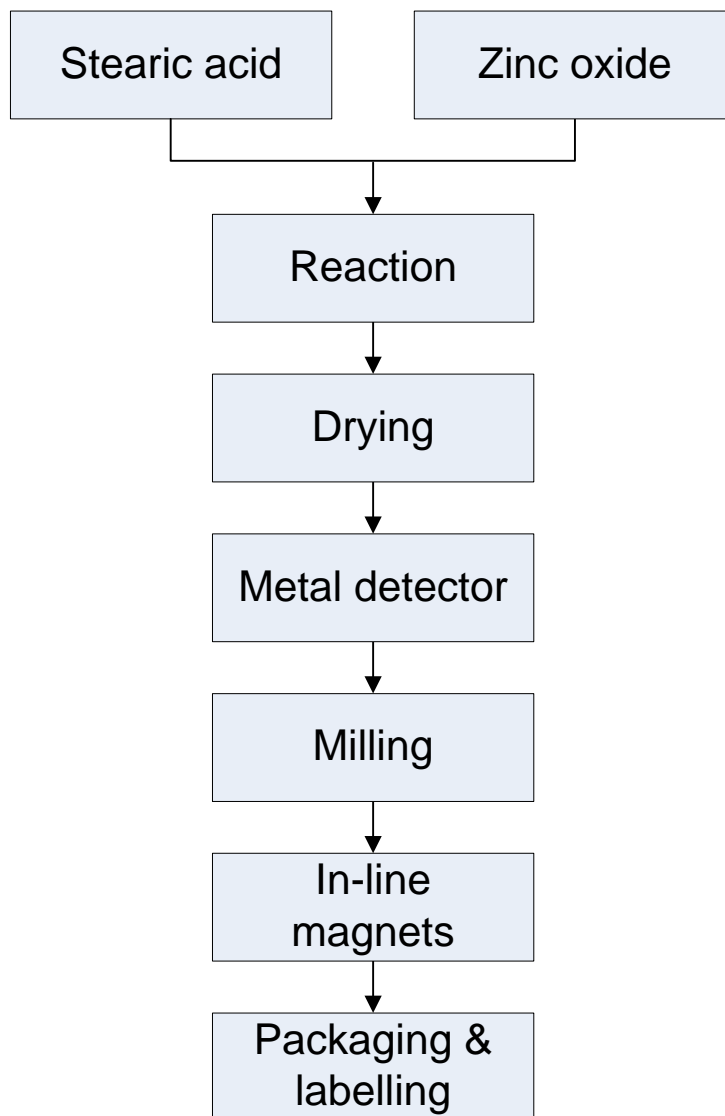 Stearic acid
Zinc oxide
Reaction
Drying
Metal detector
Milling
In-line
magnets
Packaging &
labelling